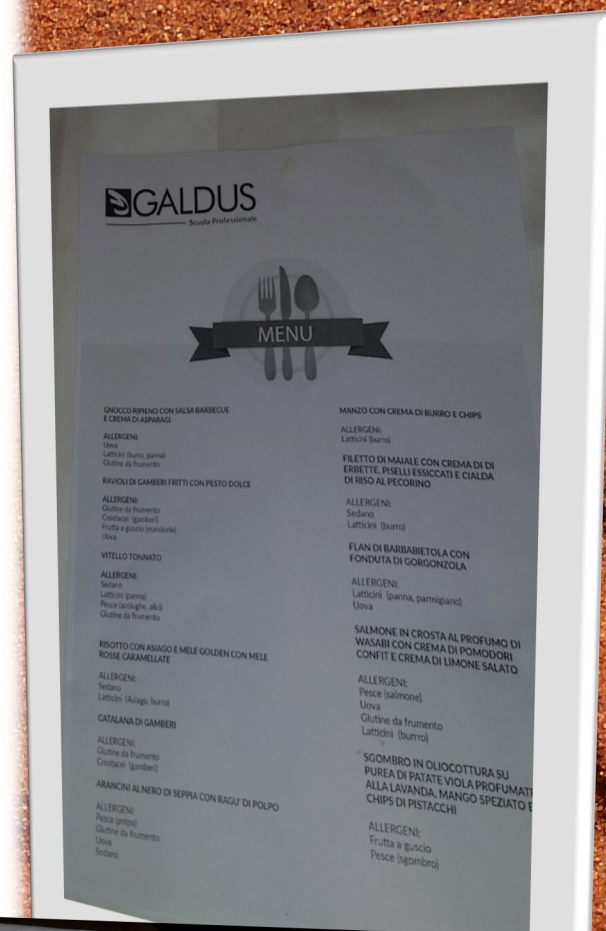 GALDUS
Scuola Professionale
MENU
GNOCCO RIPIENO CON SALSA BARBECUE
E CREMA DI ASPARAGI
ALLERGENI:
Uova
Latticini (burro, panna)
Glutine da frumento
RAVIOLI DI GAMBERI FRITTI CON PESTO DOLCE
ALLERGENI:
Glutine da frumento
Crostacei (gamberi)
Frutta a guscio (mandorle)
Uova
VITELLO TONNATO
ALLERGENI:
Sedano
Latticini (panna)
Pesce (acciughe, alici)
Glutine da frumento
RISOTTO CON ASIAGO E MELE GOLDEN CON MELE
ROSSE CARAMELLATE
ALLERGENI:
Sedano
Latticini (Asiago, burro)
CATALANA DI GAMBERI
ALLERGENI:
Glutine da frumento
Crostacei (gamberi)
ARANCINI AL NERO DI SEPPIA CON RAGU' DI POLPO
ALLERGENI:
Pesce (polpo)
Glutine da frumento
Uova
Sedano
MANZO CON CREMA DI BURRO E CHIPS
ALLERGENI:
Latticini (burro)
FILETTO DI MAIALE CON CREMA DI DI
ERBETTE, PISELLI ESSICCATI E CIALDA
DI RISO AL PECORINO
ALLERGENI:
Sedano
Latticini (burro)
FLAN DI BARBABIETOLA CON
FONDUTA DI GORGONZOLA
ALLERGENI:
Latticini (panna, parmigiano)
Uova
SALMONE IN CROSTA AL PROFUMO DI
WASABI CON CREMA DI POMODORI
CONFIT E CREMA DI LIMONE SALATO
ALLERGENI:
Pesce (salmone)
Uova
Glutine da frumento
Latticini (burrro)
SGOMBRO IN OLIOCOTTURA SU
PUREA DI PATATE VIOLA PROFUMATE
ALLA LAVANDA, MANGO SPEZIATO E
CHIPS DI PISTACCHI
ALLERGENI:
Frutta a guscio
Pesce (sgombro)